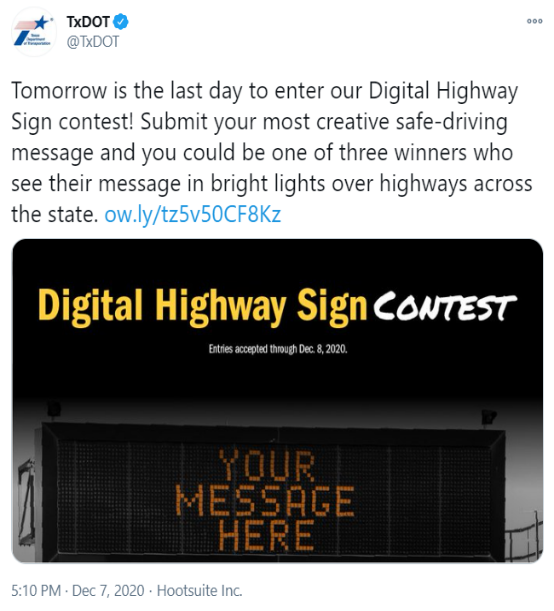 TxDOT
@TxDOT
Tomorrow is the last day to enter our Digital Highway
Sign contest! Submit your most creative safe-driving
message and you could be one of three winners who
see their message in bright lights over highways across
the state. ow.ly/tz5v50CF8Kz
Digital Highway Sign CONTEST
Entries accepted through Dec. 8, 2020.
YOUR
MESSAGE
HERE
5:10 PM · Dec 7, 2020 · Hootsuite Inc.